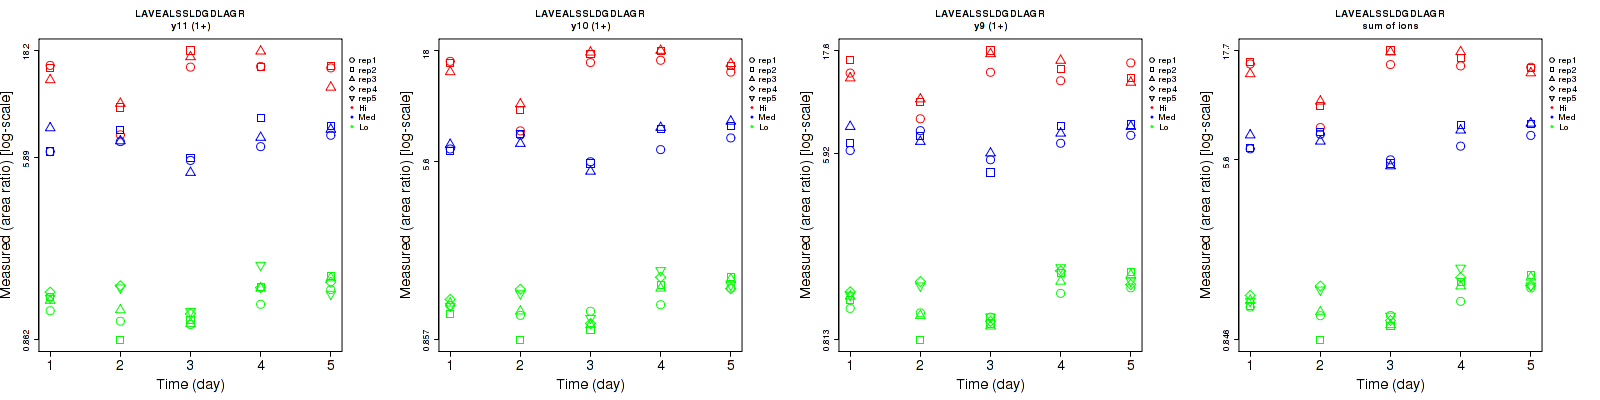 LAVEALSSLDGDLAGR
y11 (1+)
Measured (area ratio) [log-scale]
18.2
5.89
0.862
1 2 3 4 5
Time (day)
rep1
rep2
rep3
rep4
rep5
Hi
Med
Lo
LAVEALSSLDGDLAGR
y10 (1+)
Measured (area ratio) [log-scale]
18
5.8
0.857
1 2 3 4 5
Time (day)
rep1
rep2
rep3
rep4
rep5
Hi
Med
Lo
LAVEALSSLDGDLAGR
y9 (1+)
Measured (area ratio) [log-scale]
17.6
5.92
0.813
1 2 3 4 5
Time (day)
rep1
rep2
rep3
rep4
rep5
Hi
Med
Lo
LAVEALSSLDGDLAGR
sum of ions
Measured (area ratio) [log-scale]
17.7
5.6
0.846
1 2 3 4 5
Time (day)
rep1
rep2
rep3
rep4
rep5
Hi
Med
Lo